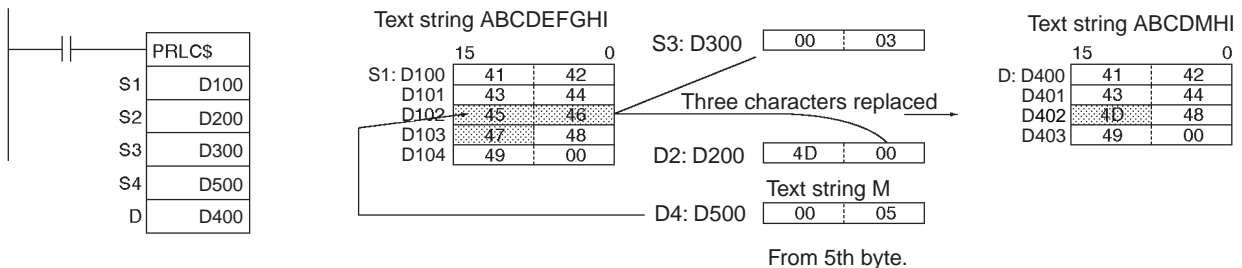 PRLC$
S1 D100
S2 D200
S3 D300
S4 D500
D D400
Text string ABCDEFGHI
15 0
S1: D100 41 42
D101 43 44
D102 45 46
D103 47 48
D104 49 00
S3: D300 00 03
Three characters replaced
D2: D200 4D 00
Text string M
D4: D500 00 05
From 5th byte.
Text string ABCDMHI
15 0
D: D400 41 42
D401 43 44
D402 4D 48
D403 49 00